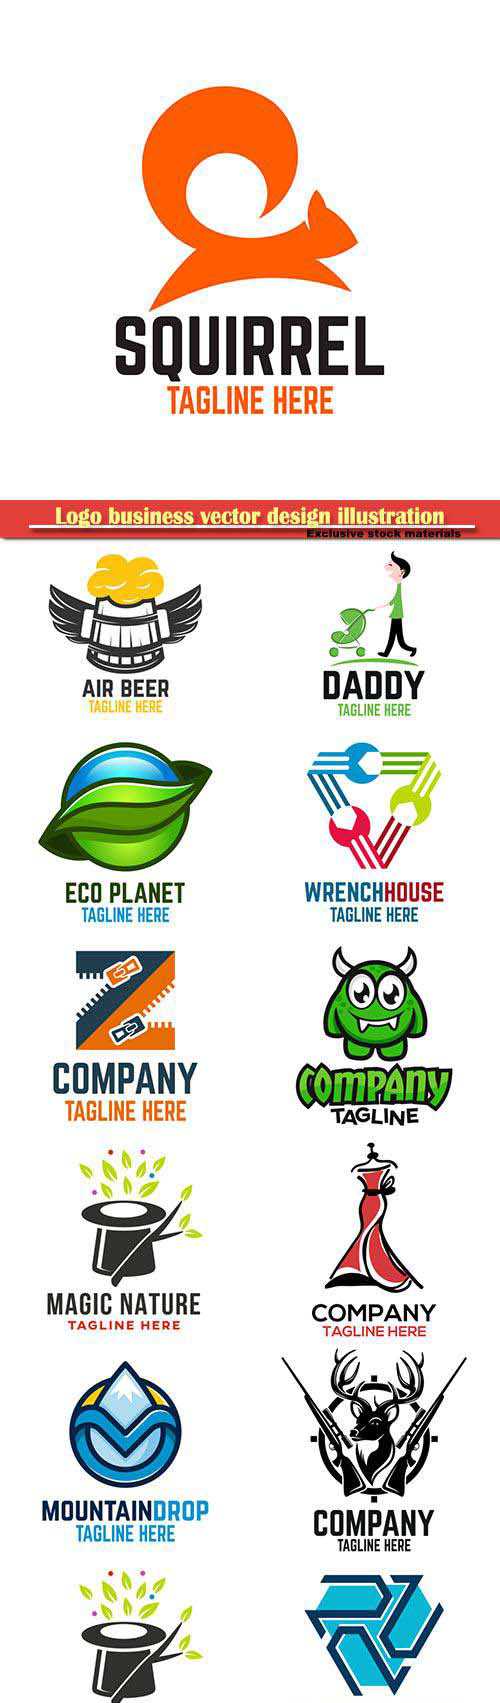 SQUIRREL
TAGLINE HERE
Logo business vector design illustration
Exclusive stock materials
AIR BEER
TAGLINE HERE
DADDY
TAGLINE HERE
ECO PLANET
TAGLINE HERE
WRENCHHOUSE
TAGLINE HERE
COMPANY
TAGLINE HERE
COMPANY
TAGLINE
MAGIC NATURE
TAGLINE HERE
COMPANY
TAGLINE HERE
MOUNTAINDROP
TAGLINE HERE
COMPANY
TAGLINE HERE